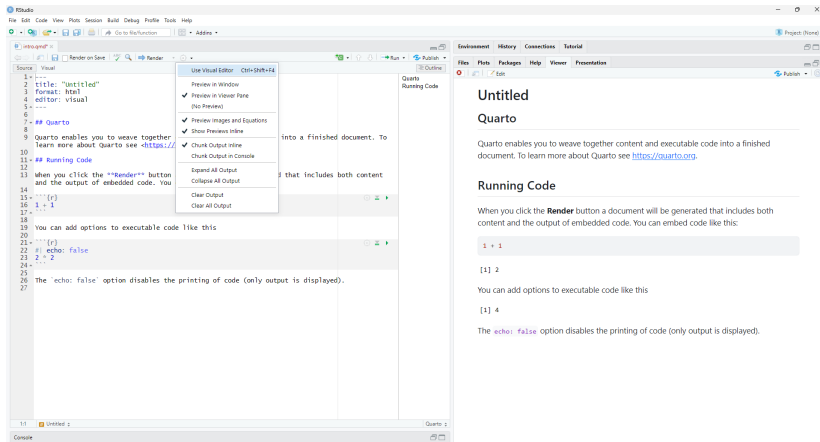 RStudio
File Edit Code View Plots Session Build Debug Profile Tools Help
Go to file/function Addins Project: (None)
intro.qmd*
Render on Save Render Run Publish
Source Visual Outline
1 ---
2 title: "Untitled"
3 format: html
4 editor: visual
5 ---
6
7 ## Quarto
8
9 Quarto enables you to weave together into a finished document. To
learn more about Quarto see <https://
10
11 ## Running Code
12
13 When you click the **Render** button d that includes both content
and the output of embedded code. You
14
15 ```{r}
16 1 + 1
17 ```
18
19 You can add options to executable code like this
20
21 ```{r}
22 #| echo: false
23 2 * 2
24 ```
25
26 The `echo: false` option disables the printing of code (only output is displayed).
27
Use Visual Editor Ctrl+Shift+F4
Preview in Window
Preview in Viewer Pane
(No Preview)
Preview Images and Equations
Show Previews Inline
Chunk Output Inline
Chunk Output in Console
Expand All Output
Collapse All Output
Clear Output
Clear All Output
Quarto
Running Code
1:1 Untitled Quarto
Console
Environment History Connections Tutorial
Files Plots Packages Help Viewer Presentation
Edit Publish
Untitled
Quarto
Quarto enables you to weave together content and executable code into a finished
document. To learn more about Quarto see https://quarto.org.
Running Code
When you click the Render button a document will be generated that includes both
content and the output of embedded code. You can embed code like this:
1 + 1
[1] 2
You can add options to executable code like this
[1] 4
The echo: false option disables the printing of code (only output is displayed).